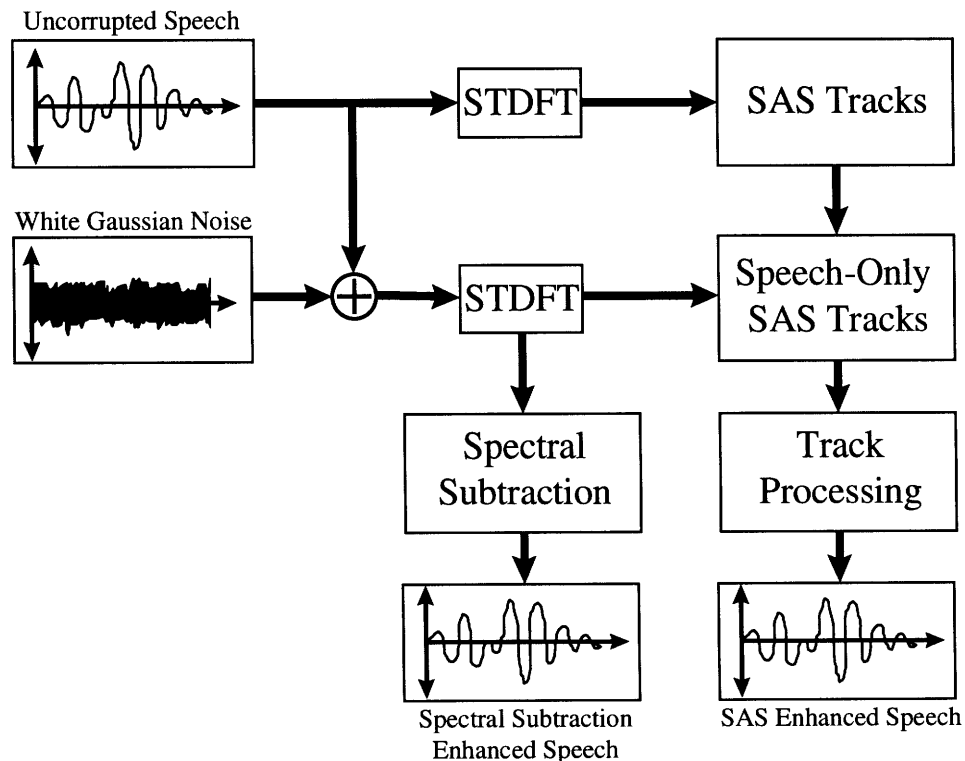 Uncorrupted Speech
STDFT
SAS Tracks
White Gaussian Noise
STDFT
Speech-Only
SAS Tracks
Spectral
Subtraction
Track
Processing
Spectral Subtraction
Enhanced Speech
SAS Enhanced Speech